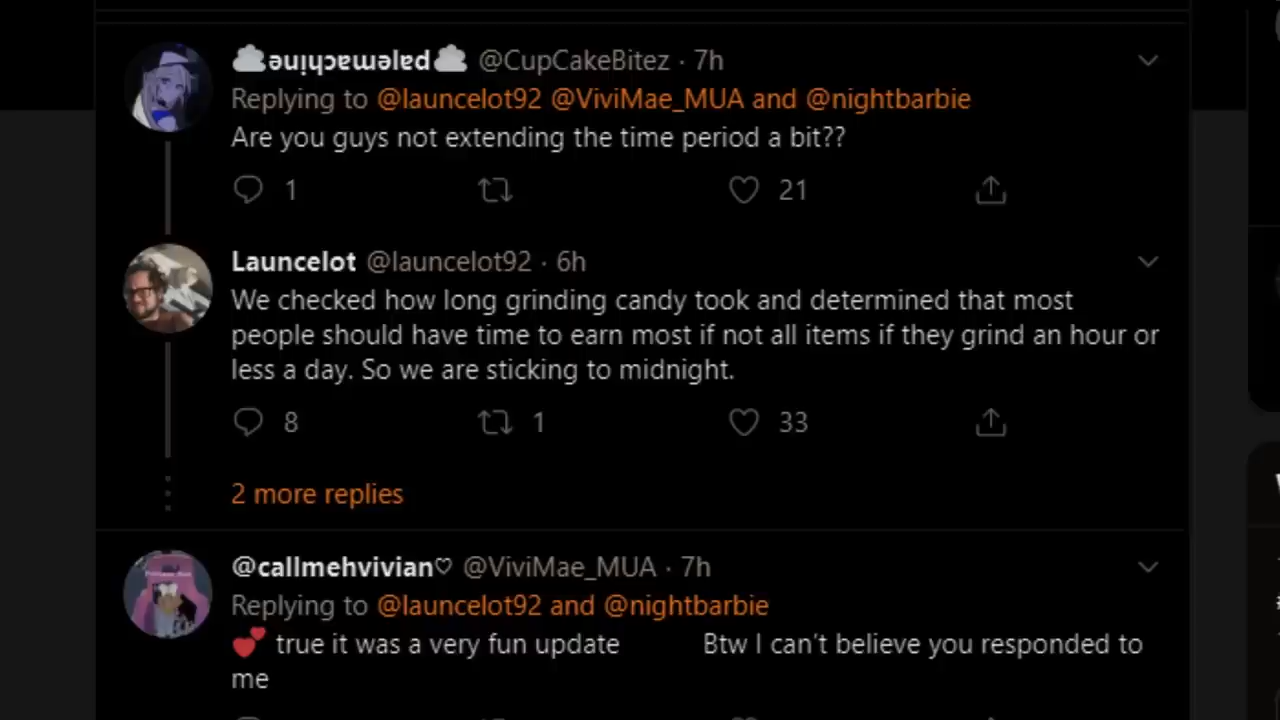 ☁️ǝuᴉɥɔɐɯǝlɐd☁️ @CupCakeBitez · 7h
Replying to @launcelot92 @ViviMae_MUA and @nightbarbie
Are you guys not extending the time period a bit??
1 21
Launcelot @launcelot92 · 6h
We checked how long grinding candy took and determined that most
people should have time to earn most if not all items if they grind an hour or
less a day. So we are sticking to midnight.
8 1 33
2 more replies
@callmehvivian♡ @ViviMae_MUA · 7h
Replying to @launcelot92 and @nightbarbie
💕 true it was a very fun update Btw I can't believe you responded to
me